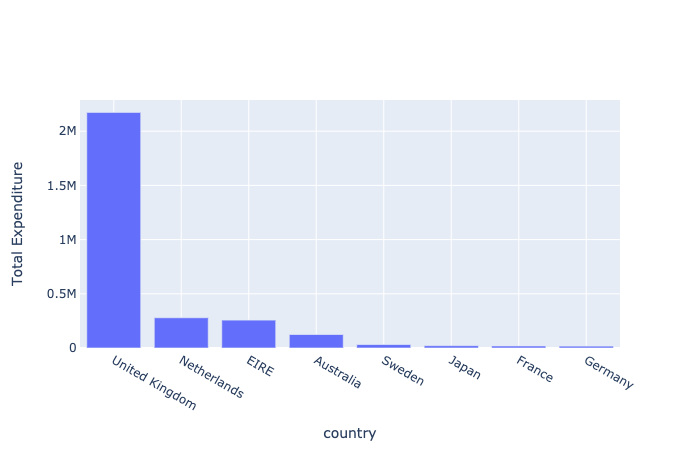 2M
1.5M
1M
0.5M
0
Total Expenditure
United Kingdom
Netherlands
EIRE
Australia
Sweden
Japan
France
Germany
country